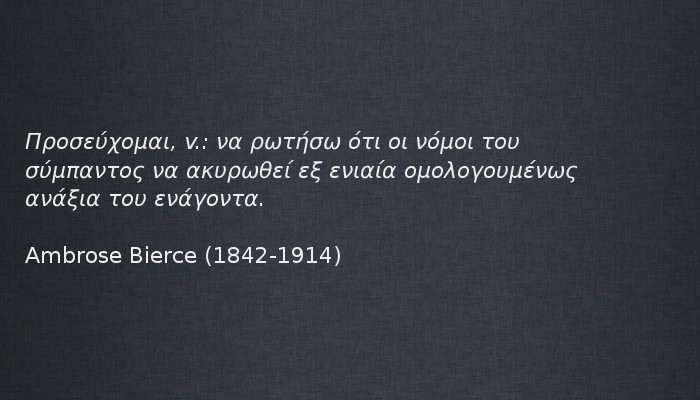 Προσεύχομαι, v.: να ρωτήσω ότι οι νόμοι του
σύμπαντος να ακυρωθεί εξ ενιαία ομολογουμένως
ανάξια του ενάγοντα.
Ambrose Bierce (1842-1914)